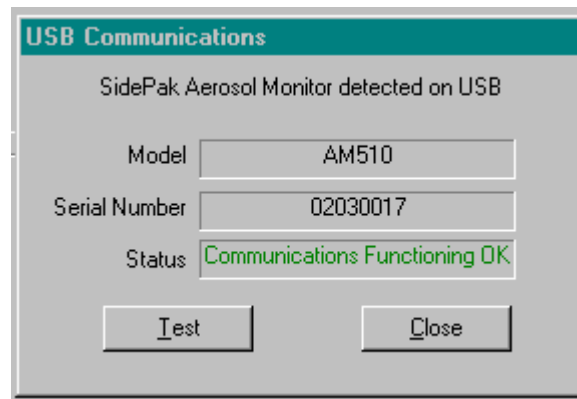 USB Communications
SidePak Aerosol Monitor detected on USB
Model AM510
Serial Number 02030017
Status Communications Functioning OK
Test Close